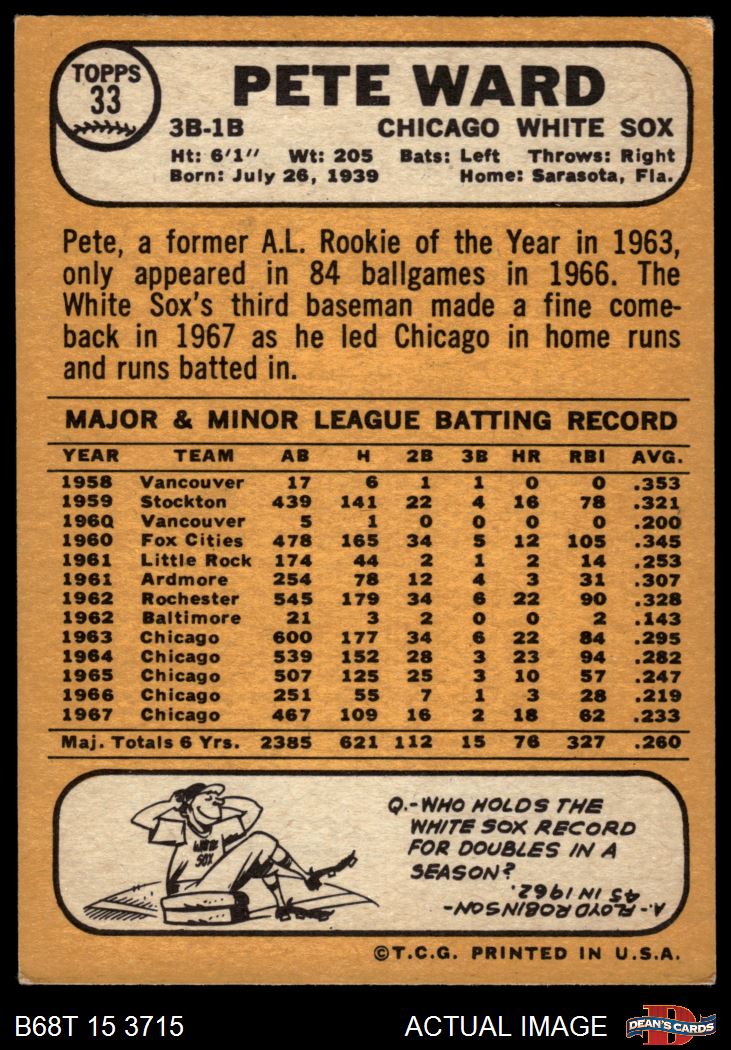 TOPPS
33
PETE WARD
3B-1B CHICAGO WHITE SOX
Ht: 6'1" Wt: 205 Bats: Left Throws: Right
Born: July 26, 1939 Home: Sarasota, Fla.
Pete, a former A.L. Rookie of the Year in 1963,
only appeared in 84 ballgames in 1966. The
White Sox's third baseman made a fine come-
back in 1967 as he led Chicago in home runs
and runs batted in.
MAJOR & MINOR LEAGUE BATTING RECORD
YEAR TEAM AB H 2B 3B HR RBI AVG.
1958 Vancouver 17 6 1 1 0 0 .353
1959 Stockton 439 141 22 4 16 78 .321
1960 Vancouver 5 1 0 0 0 0 .200
1960 Fox Cities 478 165 34 5 12 105 .345
1961 Little Rock 174 44 2 1 2 14 .253
1961 Ardmore 254 78 12 4 3 31 .307
1962 Rochester 545 179 34 6 22 90 .328
1962 Baltimore 21 3 2 0 0 2 .143
1963 Chicago 600 177 34 6 22 84 .295
1964 Chicago 539 152 28 3 23 94 .282
1965 Chicago 507 125 25 3 10 57 .247
1966 Chicago 251 55 7 1 3 28 .219
1967 Chicago 467 109 16 2 18 62 .233
Maj. Totals 6 Yrs. 2385 621 112 15 76 327 .260
WHITE
SOX
Q.-WHO HOLDS THE
WHITE SOX RECORD
FOR DOUBLES IN A
SEASON?
A.-FLOYD ROBINSON-
45 IN 1962.
©T.C.G. PRINTED IN U.S.A.
B68T 15 3715 ACTUAL IMAGE
D
DEAN'S CARDS